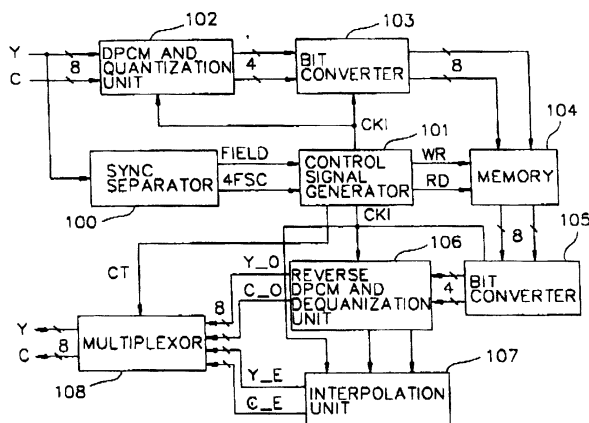 102
103
Y
C
8
DPCM AND
QUANTIZATION
UNIT
4
BIT
CONVERTER
8
CKI
101
104
SYNC
SEPARATOR
100
FIELD
4FSC
CONTROL
SIGNAL
GENERATOR
WR
RD
MEMORY
CKI
106
8
105
CT
Y_O
C_O
8
REVERSE
DPCM AND
DEQUANIZATION
UNIT
4
BIT
CONVERTER
Y
C
8
MULTIPLEXOR
108
Y_E
C_E
INTERPOLATION
UNIT
107